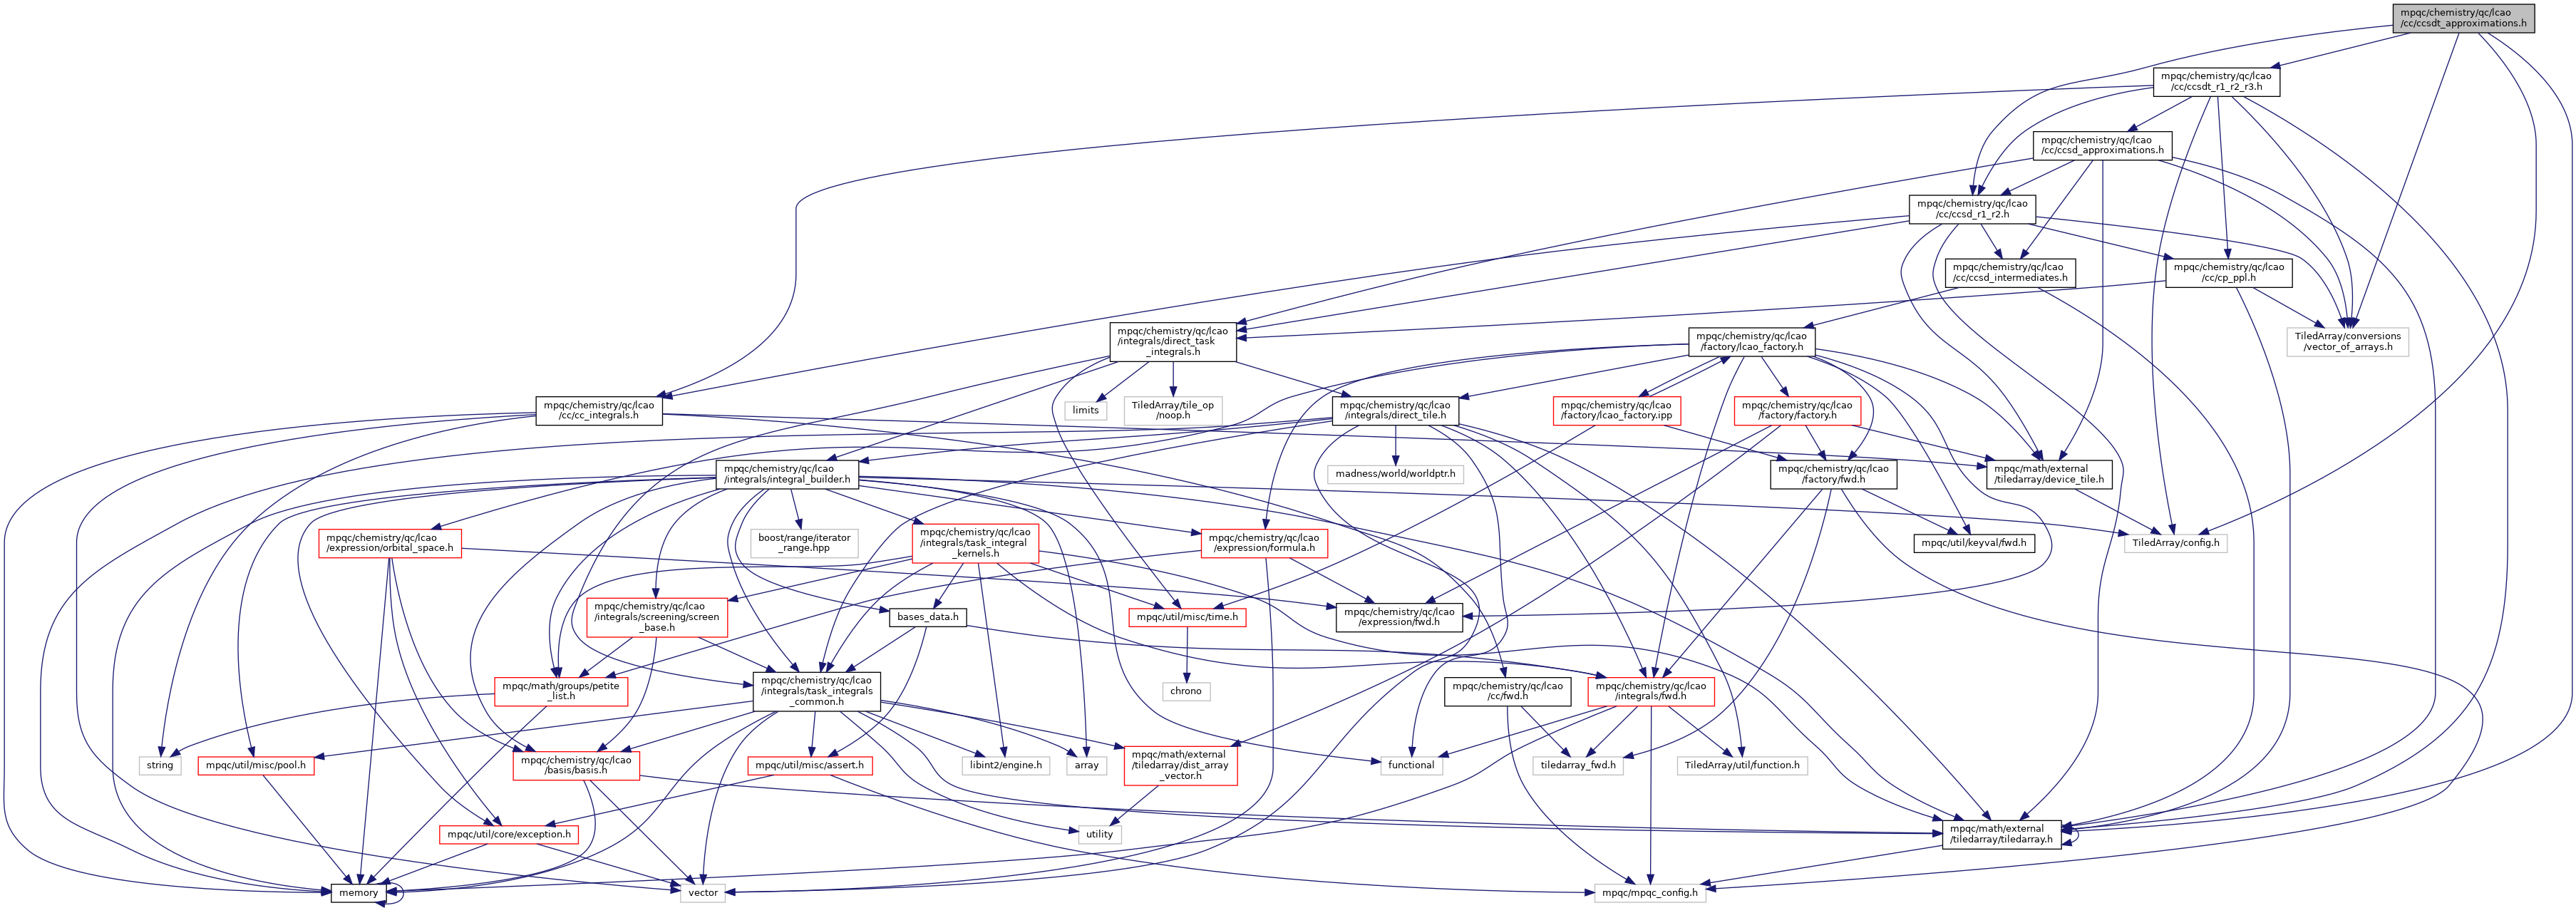 mpqc/chemistry/qc/lcao
/cc/ccsdt_approximations.h
mpqc/chemistry/qc/lcao
/cc/ccsdt_r1_r2_r3.h
mpqc/chemistry/qc/lcao
/cc/ccsd_approximations.h
mpqc/chemistry/qc/lcao
/cc/ccsd_r1_r2.h
mpqc/chemistry/qc/lcao
/cc/ccsd_intermediates.h
mpqc/chemistry/qc/lcao
/cc/cp_ppl.h
mpqc/chemistry/qc/lcao
/integrals/direct_task
_integrals.h
mpqc/chemistry/qc/lcao
/factory/lcao_factory.h
TiledArray/conversions
/vector_of_arrays.h
mpqc/chemistry/qc/lcao
/cc/cc_integrals.h
limits
TiledArray/tile_op
/noop.h
mpqc/chemistry/qc/lcao
/integrals/direct_tile.h
mpqc/chemistry/qc/lcao
/factory/lcao_factory.ipp
mpqc/chemistry/qc/lcao
/factory/factory.h
mpqc/chemistry/qc/lcao
/integrals/integral_builder.h
madness/world/worldptr.h
mpqc/chemistry/qc/lcao
/factory/fwd.h
mpqc/math/external
/tiledarray/device_tile.h
mpqc/chemistry/qc/lcao
/expression/orbital_space.h
boost/range/iterator
_range.hpp
mpqc/chemistry/qc/lcao
/integrals/task_integral
_kernels.h
mpqc/chemistry/qc/lcao
/expression/formula.h
mpqc/util/keyval/fwd.h
TiledArray/config.h
mpqc/chemistry/qc/lcao
/integrals/screening/screen
_base.h
bases_data.h
mpqc/util/misc/time.h
mpqc/chemistry/qc/lcao
/expression/fwd.h
mpqc/math/groups/petite
_list.h
mpqc/chemistry/qc/lcao
/integrals/task_integrals
_common.h
chrono
mpqc/chemistry/qc/lcao
/cc/fwd.h
mpqc/chemistry/qc/lcao
/integrals/fwd.h
string
mpqc/util/misc/pool.h
mpqc/chemistry/qc/lcao
/basis/basis.h
mpqc/util/misc/assert.h
libint2/engine.h
array
mpqc/math/external
/tiledarray/dist_array
_vector.h
functional
tiledarray_fwd.h
TiledArray/util/function.h
mpqc/util/core/exception.h
utility
mpqc/math/external
/tiledarray/tiledarray.h
memory
vector
mpqc/mpqc_config.h